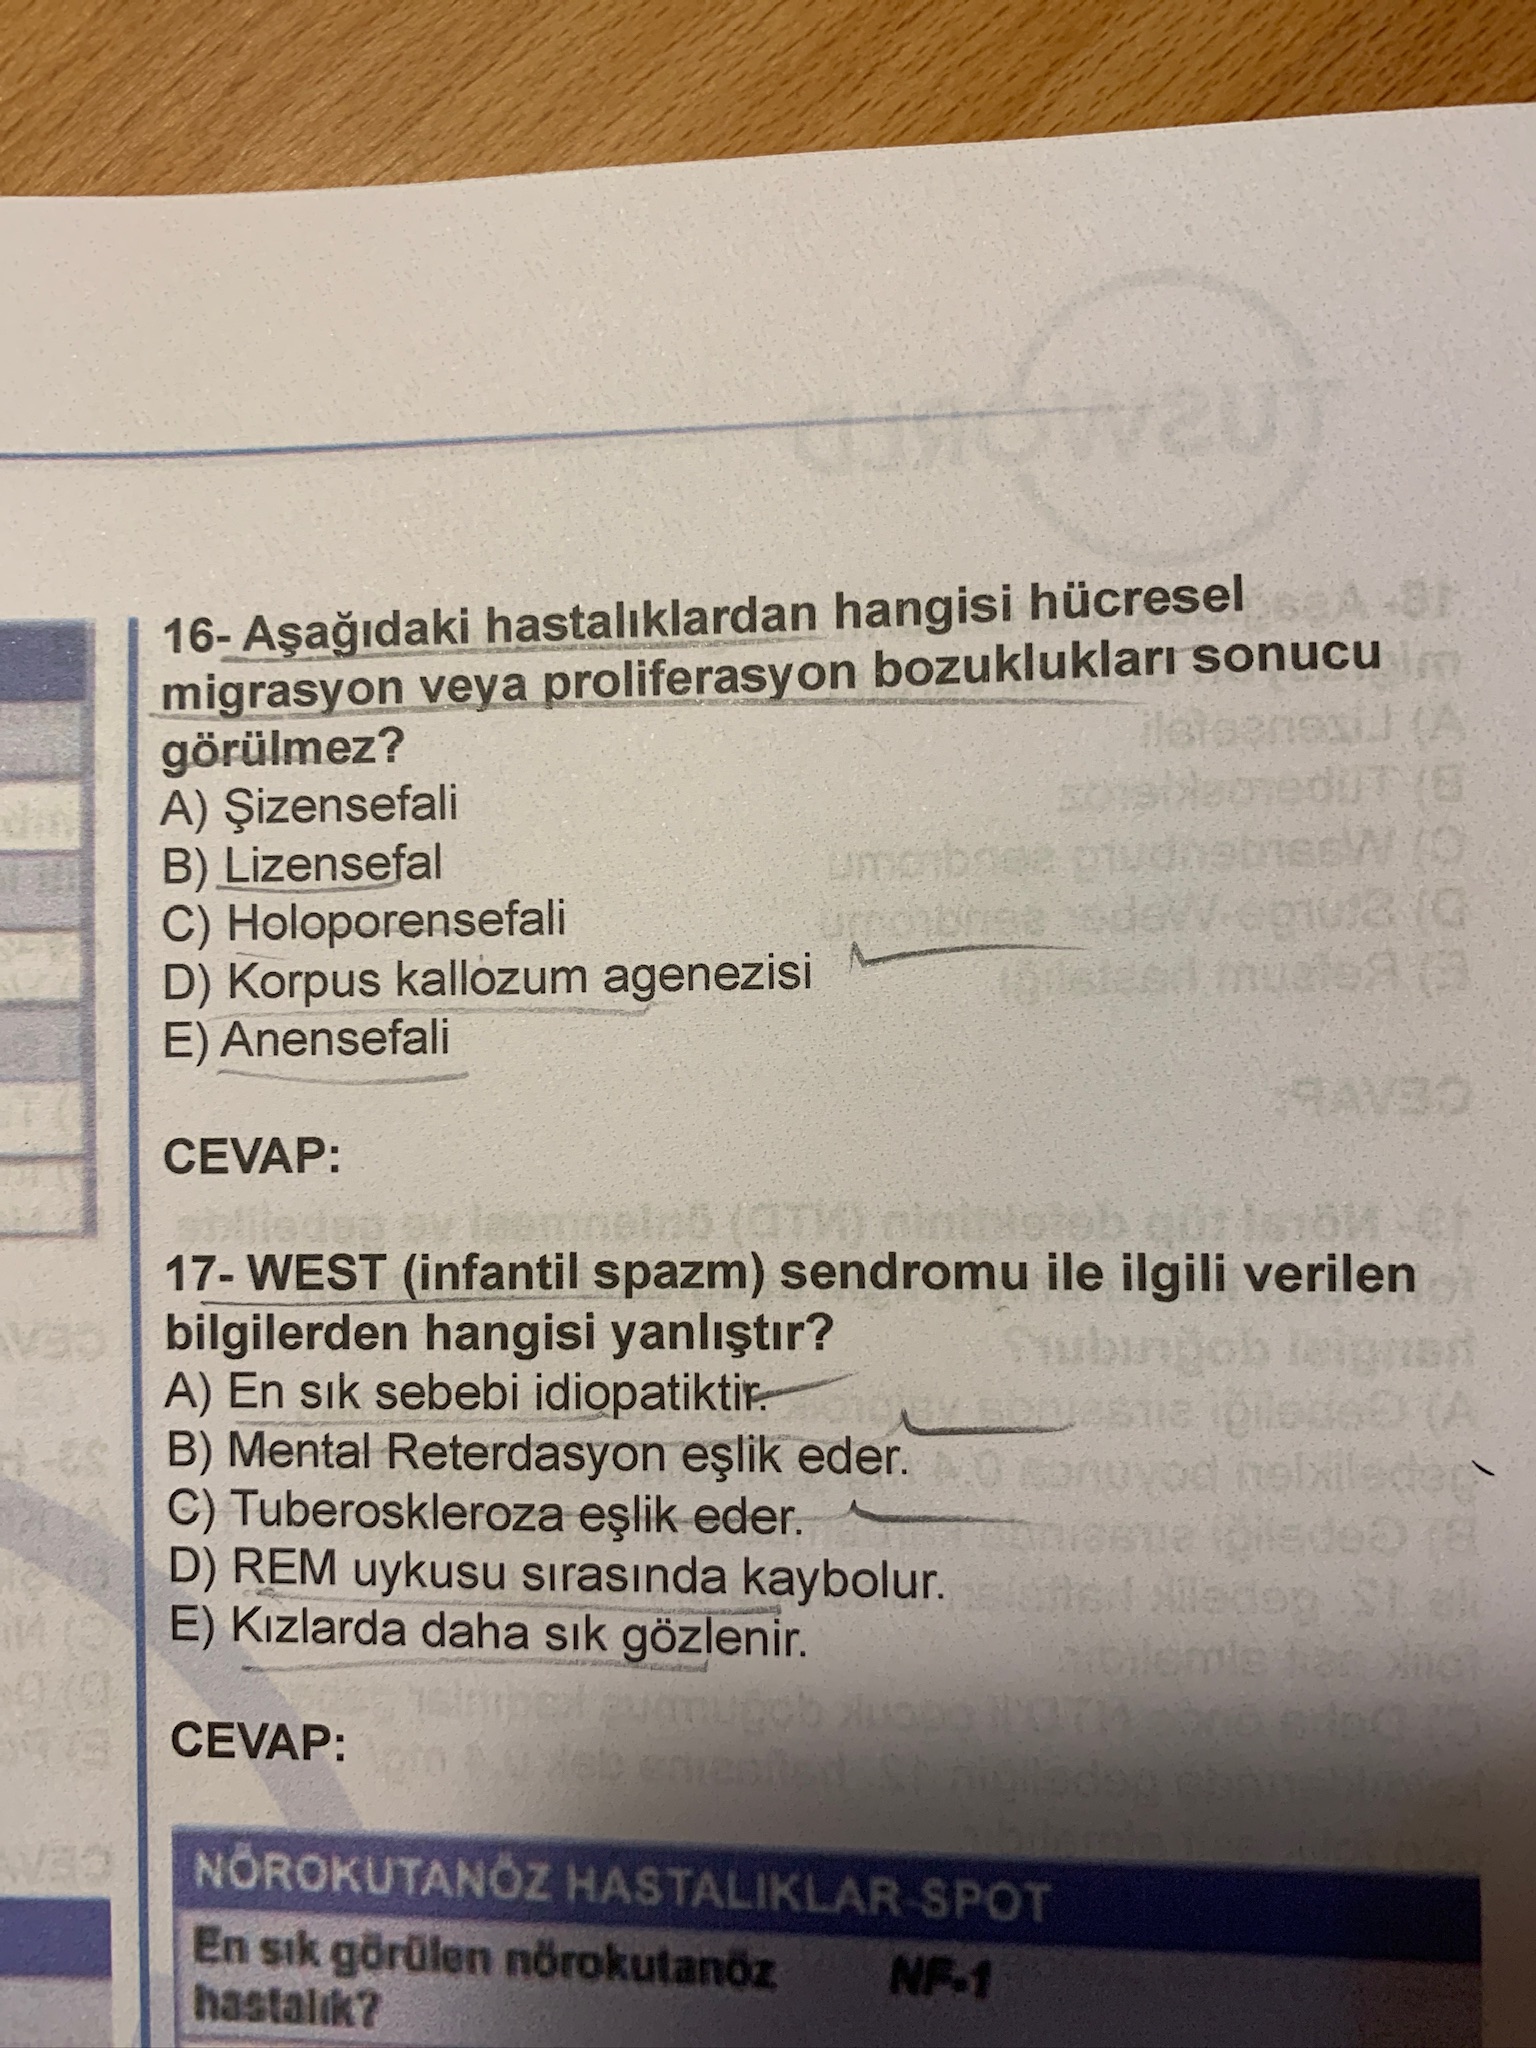 16- Aşağıdaki hastalıklardan hangisi hücresel
migrasyon veya proliferasyon bozuklukları sonucu
görülmez?
A) Şizensefali
B) Lizensefal
C) Holoporensefali
D) Korpus kallozum agenezisi
E) Anensefali
CEVAP:
17- WEST (infantil spazm) sendromu ile ilgili verilen
bilgilerden hangisi yanlıştır?
A) En sık sebebi idiopatiktir.
B) Mental Reterdasyon eşlik eder.
C) Tuberoskleroza eşlik eder.
D) REM uykusu sırasında kaybolur.
E) Kızlarda daha sık gözlenir.
CEVAP:
NÖROKUTANÖZ HASTALIKLAR-SPOT
En sık görülen nörokutanöz NF-1
hastalık?